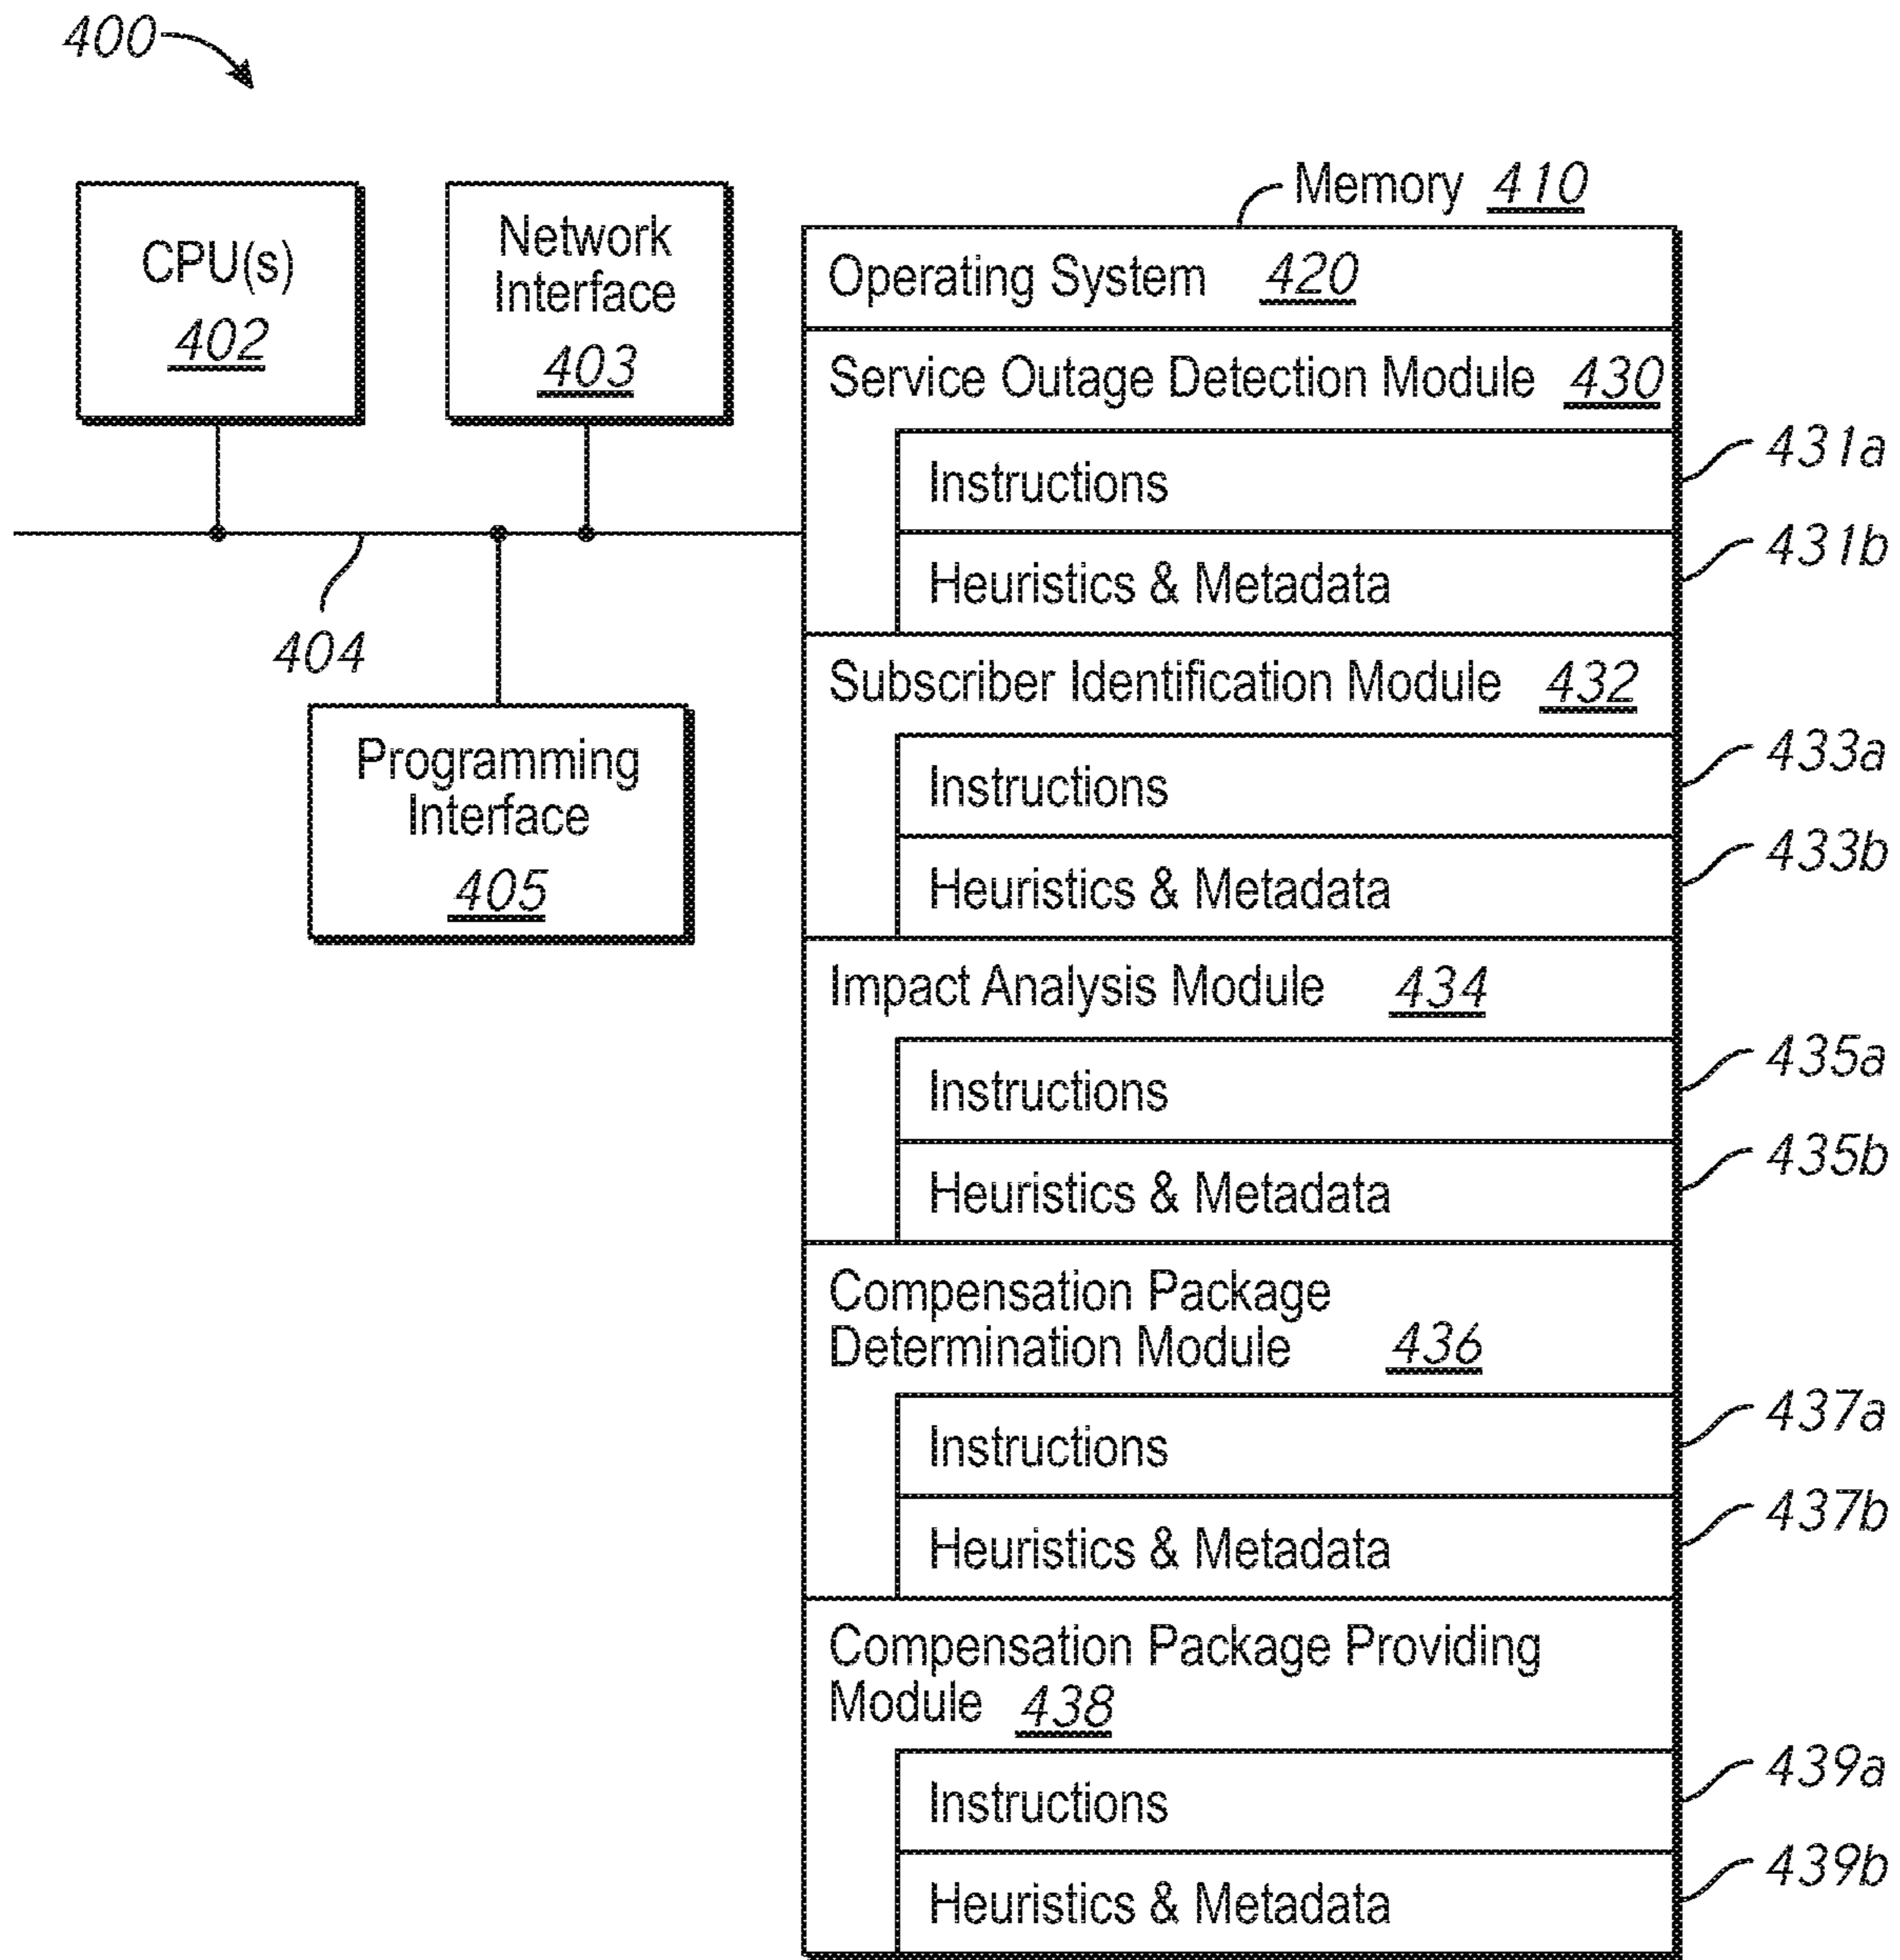 400
CPU(s)
402
Network
Interface
403
404
Programming
Interface
405
Memory 410
Operating System 420
Service Outage Detection Module 430
Instructions
431a
Heuristics & Metadata
431b
Subscriber Identification Module 432
Instructions
433a
Heuristics & Metadata
433b
Impact Analysis Module 434
Instructions
435a
Heuristics & Metadata
435b
Compensation Package
Determination Module 436
Instructions
437a
Heuristics & Metadata
437b
Compensation Package Providing
Module 438
Instructions
439a
Heuristics & Metadata
439b